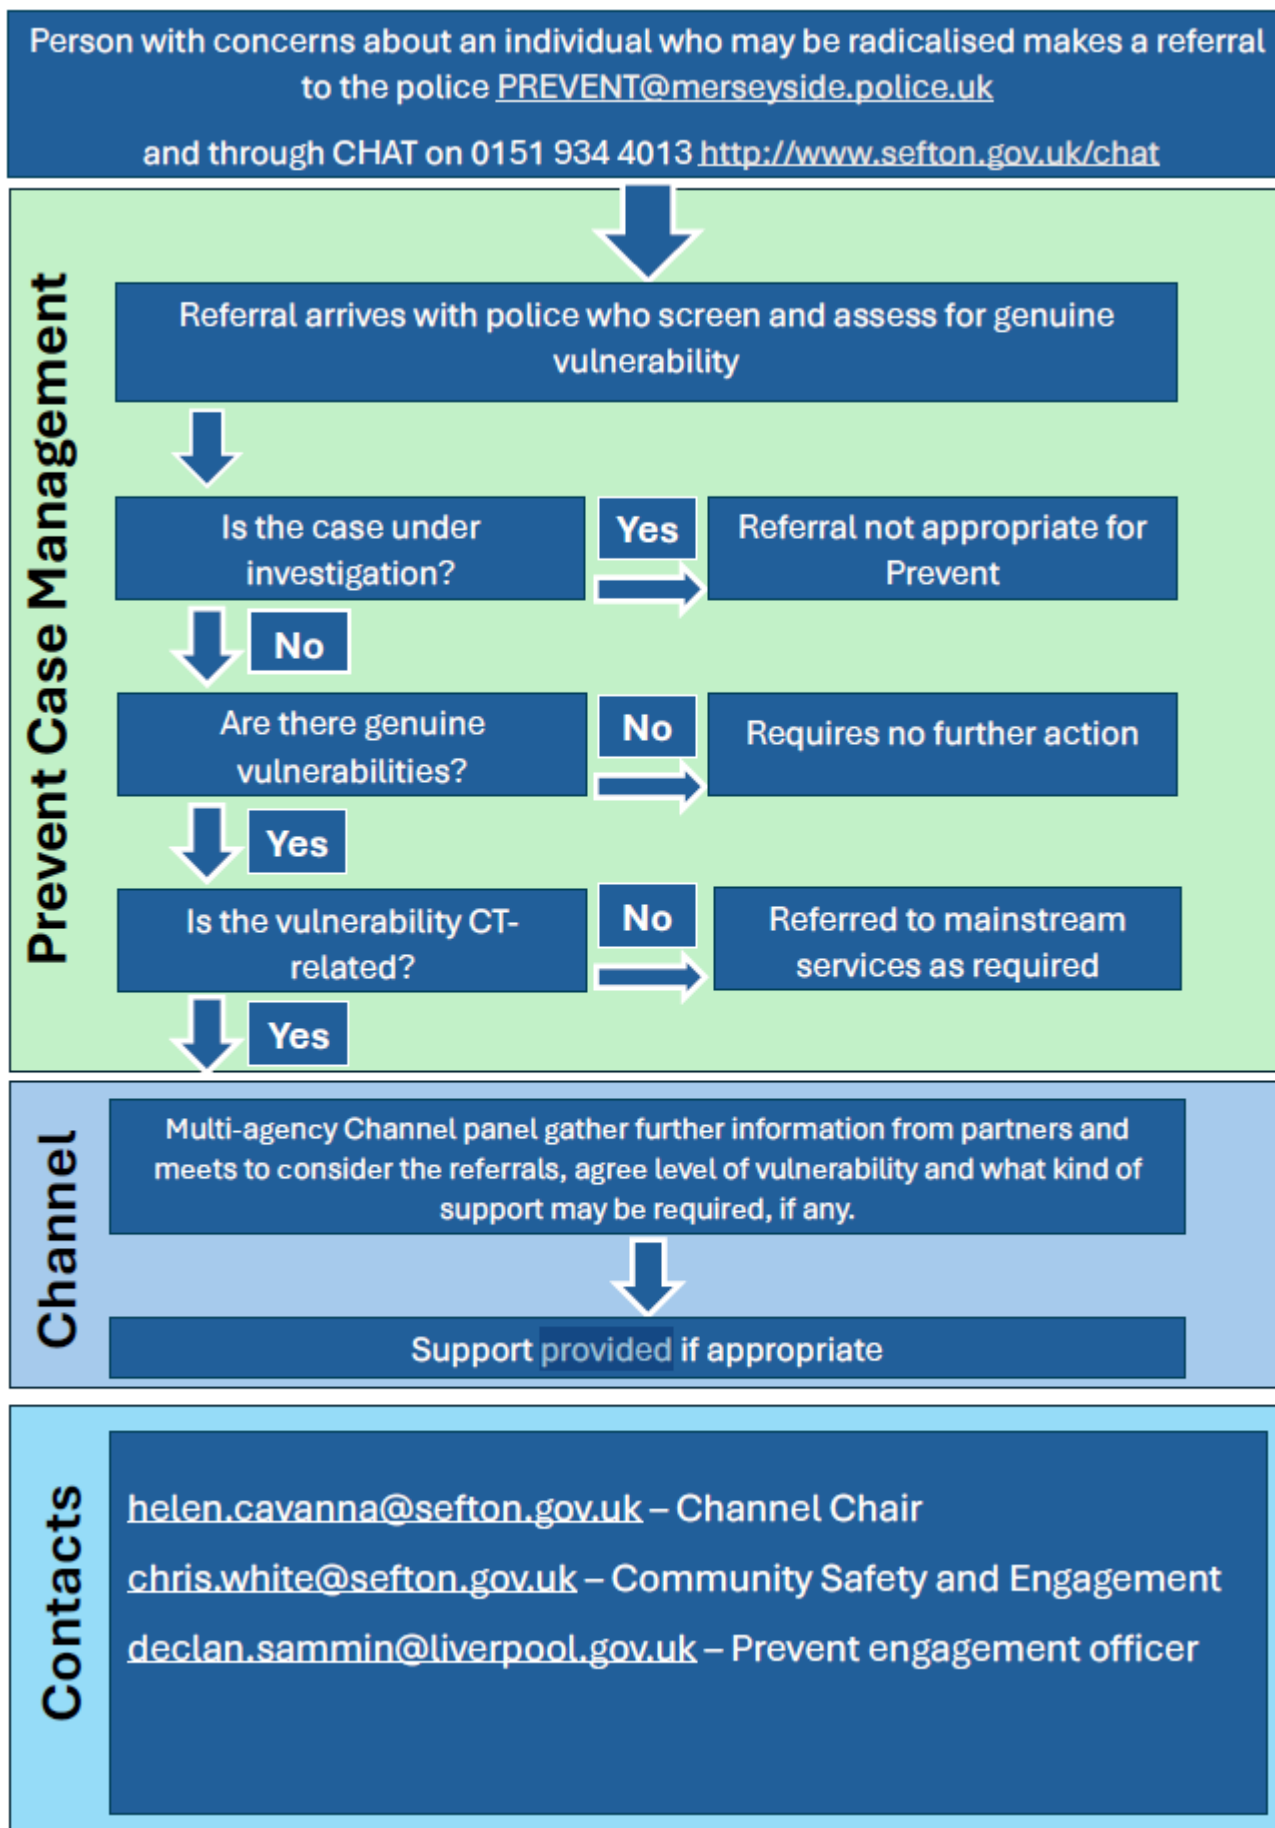 Person with concerns about an individual who may be radicalised makes a referral
to the police PREVENT@merseyside.police.uk
and through CHAT on 0151 934 4013 http://www.sefton.gov.uk/chat
Prevent Case Management
Referral arrives with police who screen and assess for genuine
vulnerability
Is the case under
investigation?
Yes
Referral not appropriate for
Prevent
No
Are there genuine
vulnerabilities?
No
Requires no further action
Yes
Is the vulnerability CT-
related?
No
Referred to mainstream
services as required
Yes
Channel
Multi-agency Channel panel gather further information from partners and
meets to consider the referrals, agree level of vulnerability and what kind of
support may be required, if any.
Support provided if appropriate
Contacts
helen.cavanna@sefton.gov.uk – Channel Chair
chris.white@sefton.gov.uk – Community Safety and Engagement
declan.sammin@liverpool.gov.uk – Prevent engagement officer